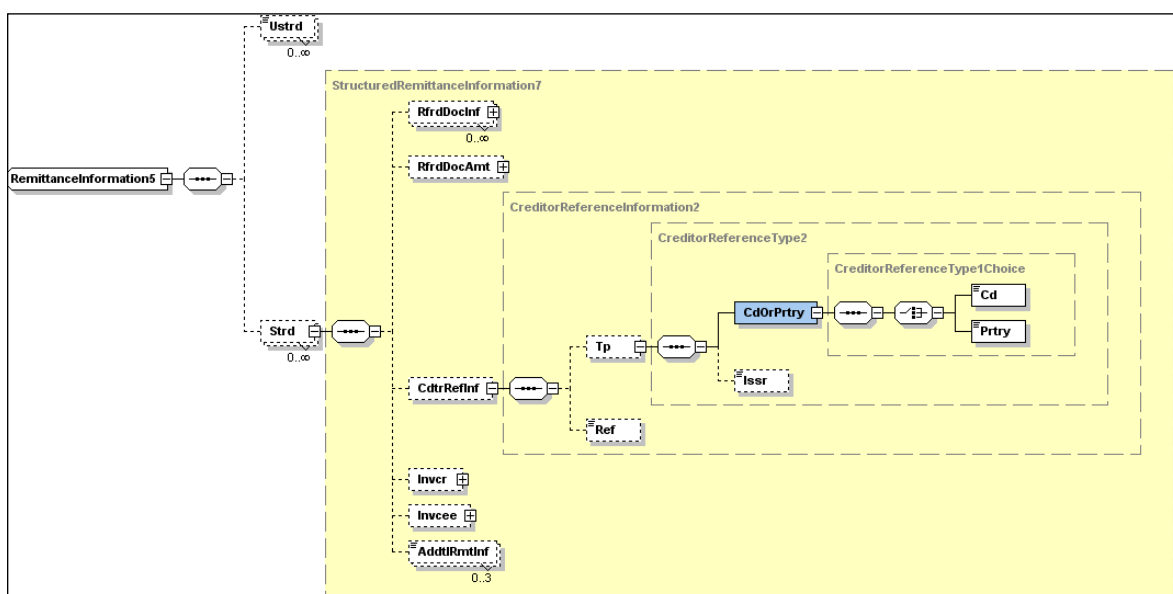 Ustrd
0..∞
StructuredRemittanceInformation7
RfrdDocInf
0..∞
RfrdDocAmt
RemittanceInformation5
CreditorReferenceInformation2
CreditorReferenceType2
CreditorReferenceType1Choice
CdOrPrtry
Cd
Prtry
Strd
0..∞
Tp
Issr
CdtrRefInf
Ref
Invcr
Invcee
AddtlRmtInf
0..3